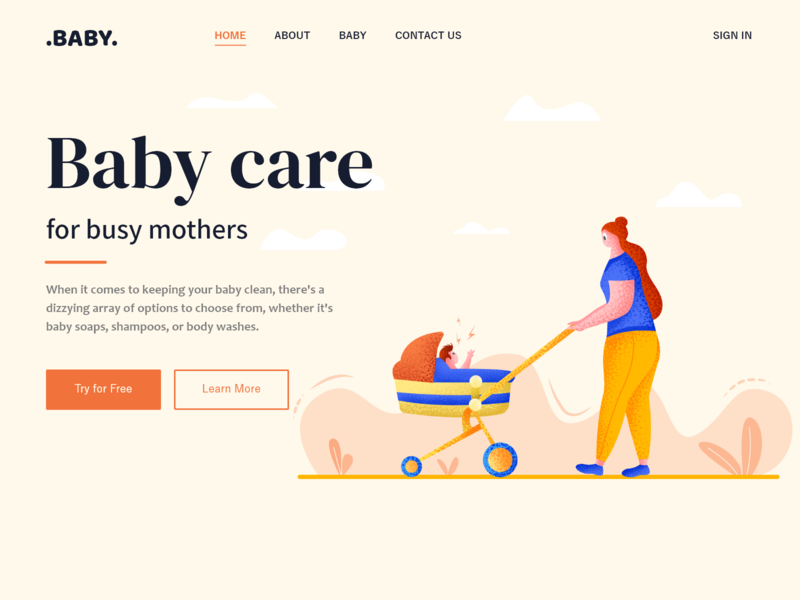 .BABY.
HOME
ABOUT
BABY
CONTACT US
SIGN IN
Baby care
for busy mothers
When it comes to keeping your baby clean, there's a
dizzying array of options to choose from, whether it's
baby soaps, shampoos, or body washes.
Try for Free
Learn More